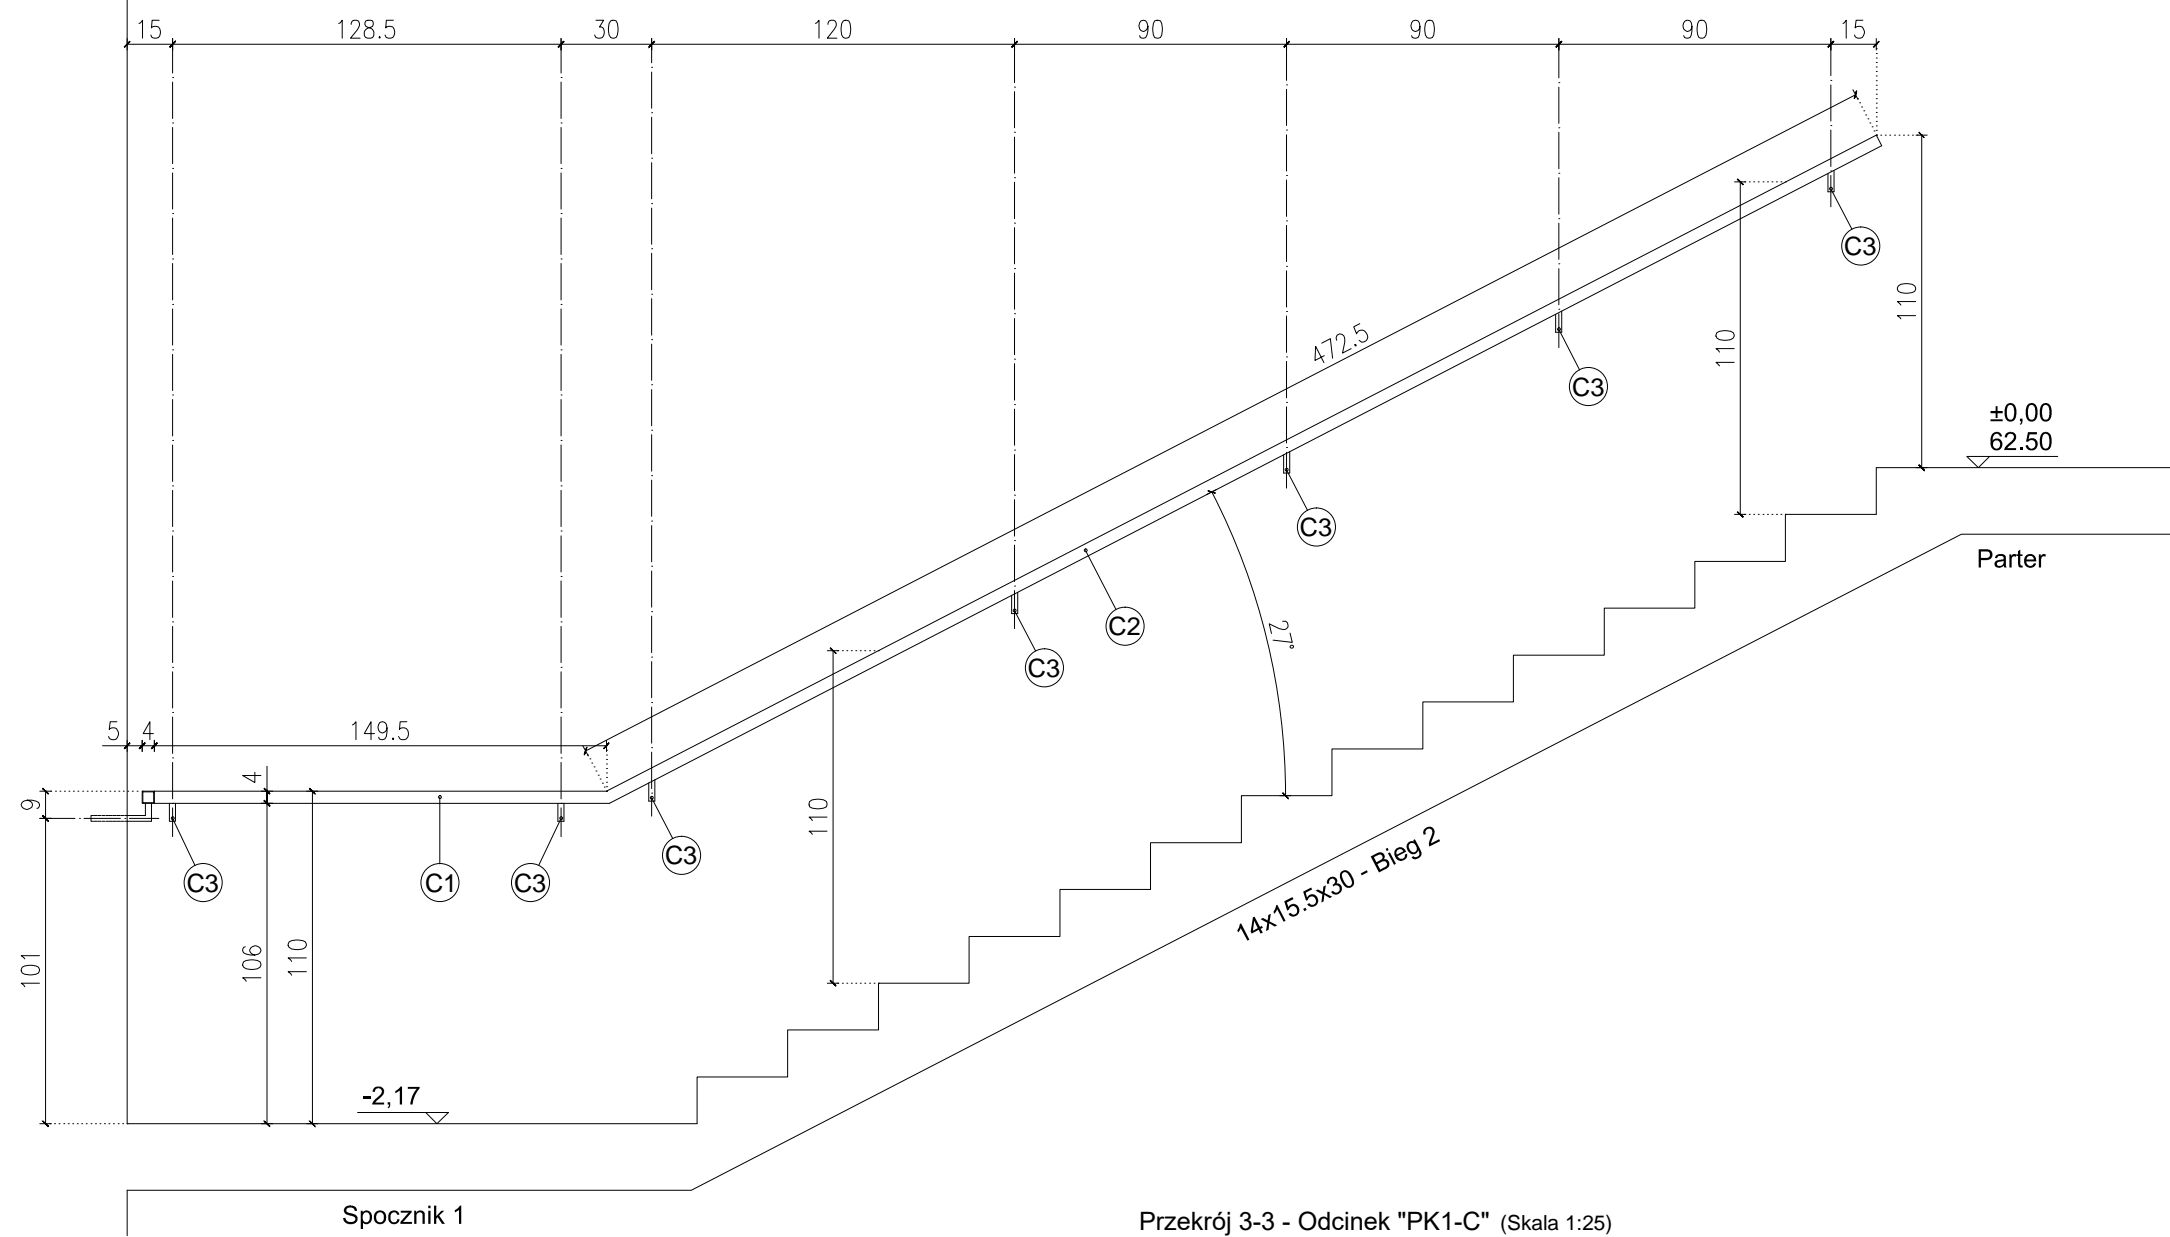 15 128.5 30 120 90 90 90 15
472.5
C3
110
110
±0,00
62.50
C3
C3
Parter
C2
27°
C3
5 4 149.5
4
9
110
C3
C3 C1 C3
14x15.5x30 - Bieg 2
101
106
110
-2,17
Spocznik 1
Przekrój 3-3 - Odcinek "PK1-C" (Skala 1:25)